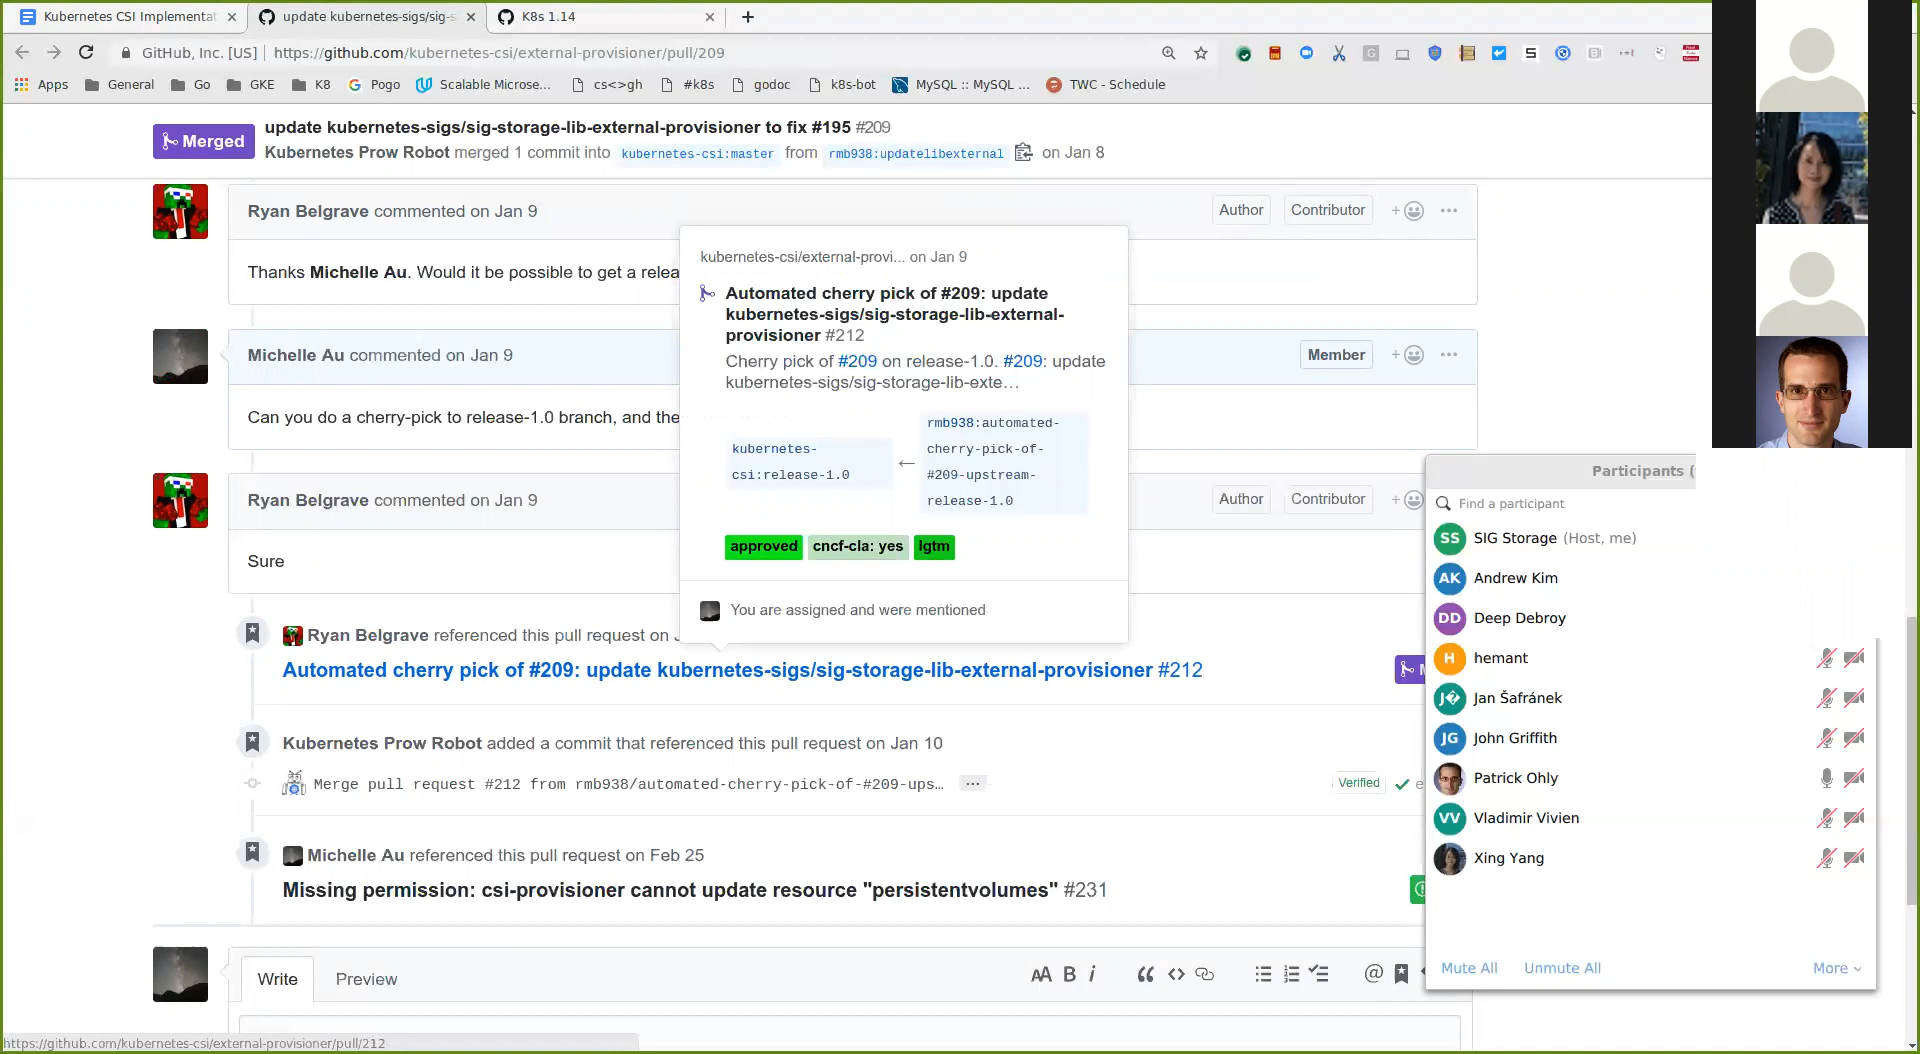 Kubernetes CSI Implementat
update kubernetes-sigs/sig-s
K8s 1.14
GitHub, Inc. [US] | https://github.com/kubernetes-csi/external-provisioner/pull/209
Apps General Go GKE K8 Pogo Scalable Microse... cs<>gh #k8s godoc k8s-bot MySQL :: MySQL ... TWC - Schedule
Merged
update kubernetes-sigs/sig-storage-lib-external-provisioner to fix #195 #209
Kubernetes Prow Robot merged 1 commit into kubernetes-csi:master from rmb938:updatelibexternal on Jan 8
Ryan Belgrave commented on Jan 9
Author Contributor
Thanks Michelle Au. Would it be possible to get a relea
Michelle Au commented on Jan 9
Member
Can you do a cherry-pick to release-1.0 branch, and the
Ryan Belgrave commented on Jan 9
Author Contributor
Sure
kubernetes-csi/external-provi... on Jan 9
Automated cherry pick of #209: update
kubernetes-sigs/sig-storage-lib-external-
provisioner #212
Cherry pick of #209 on release-1.0. #209: update
kubernetes-sigs/sig-storage-lib-exte...
kubernetes-
csi:release-1.0
←
rmb938:automated-
cherry-pick-of-
#209-upstream-
release-1.0
approved cncf-cla: yes lgtm
You are assigned and were mentioned
Ryan Belgrave referenced this pull request on
Automated cherry pick of #209: update kubernetes-sigs/sig-storage-lib-external-provisioner #212
Kubernetes Prow Robot added a commit that referenced this pull request on Jan 10
Merge pull request #212 from rmb938/automated-cherry-pick-of-#209-ups… ...
Verified
Michelle Au referenced this pull request on Feb 25
Missing permission: csi-provisioner cannot update resource "persistentvolumes" #231
Write Preview
AA B i
https://github.com/kubernetes-csi/external-provisioner/pull/212
Participants (
Find a participant
SS SIG Storage (Host, me)
AK Andrew Kim
DD Deep Debroy
H hemant
J� Jan Šafránek
JG John Griffith
Patrick Ohly
VV Vladimir Vivien
Xing Yang
Mute All Unmute All More